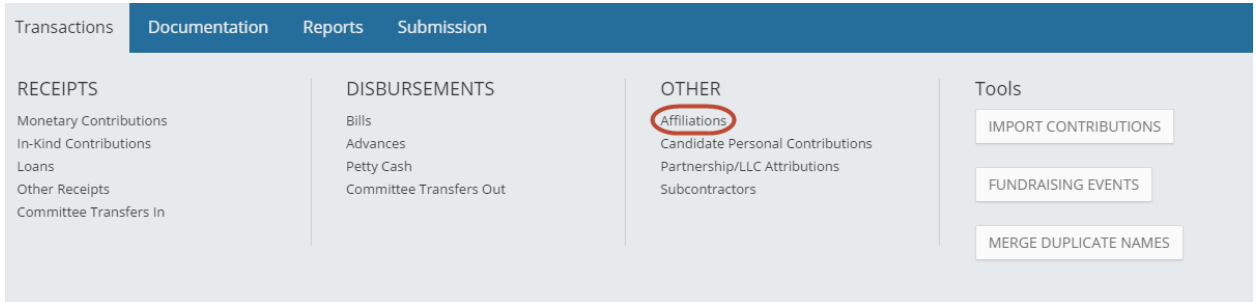 Transactions Documentation Reports Submission
RECEIPTS
Monetary Contributions
In-Kind Contributions
Loans
Other Receipts
Committee Transfers In
DISBURSEMENTS
Bills
Advances
Petty Cash
Committee Transfers Out
OTHER
Affiliations
Candidate Personal Contributions
Partnership/LLC Attributions
Subcontractors
Tools
IMPORT CONTRIBUTIONS
FUNDRAISING EVENTS
MERGE DUPLICATE NAMES